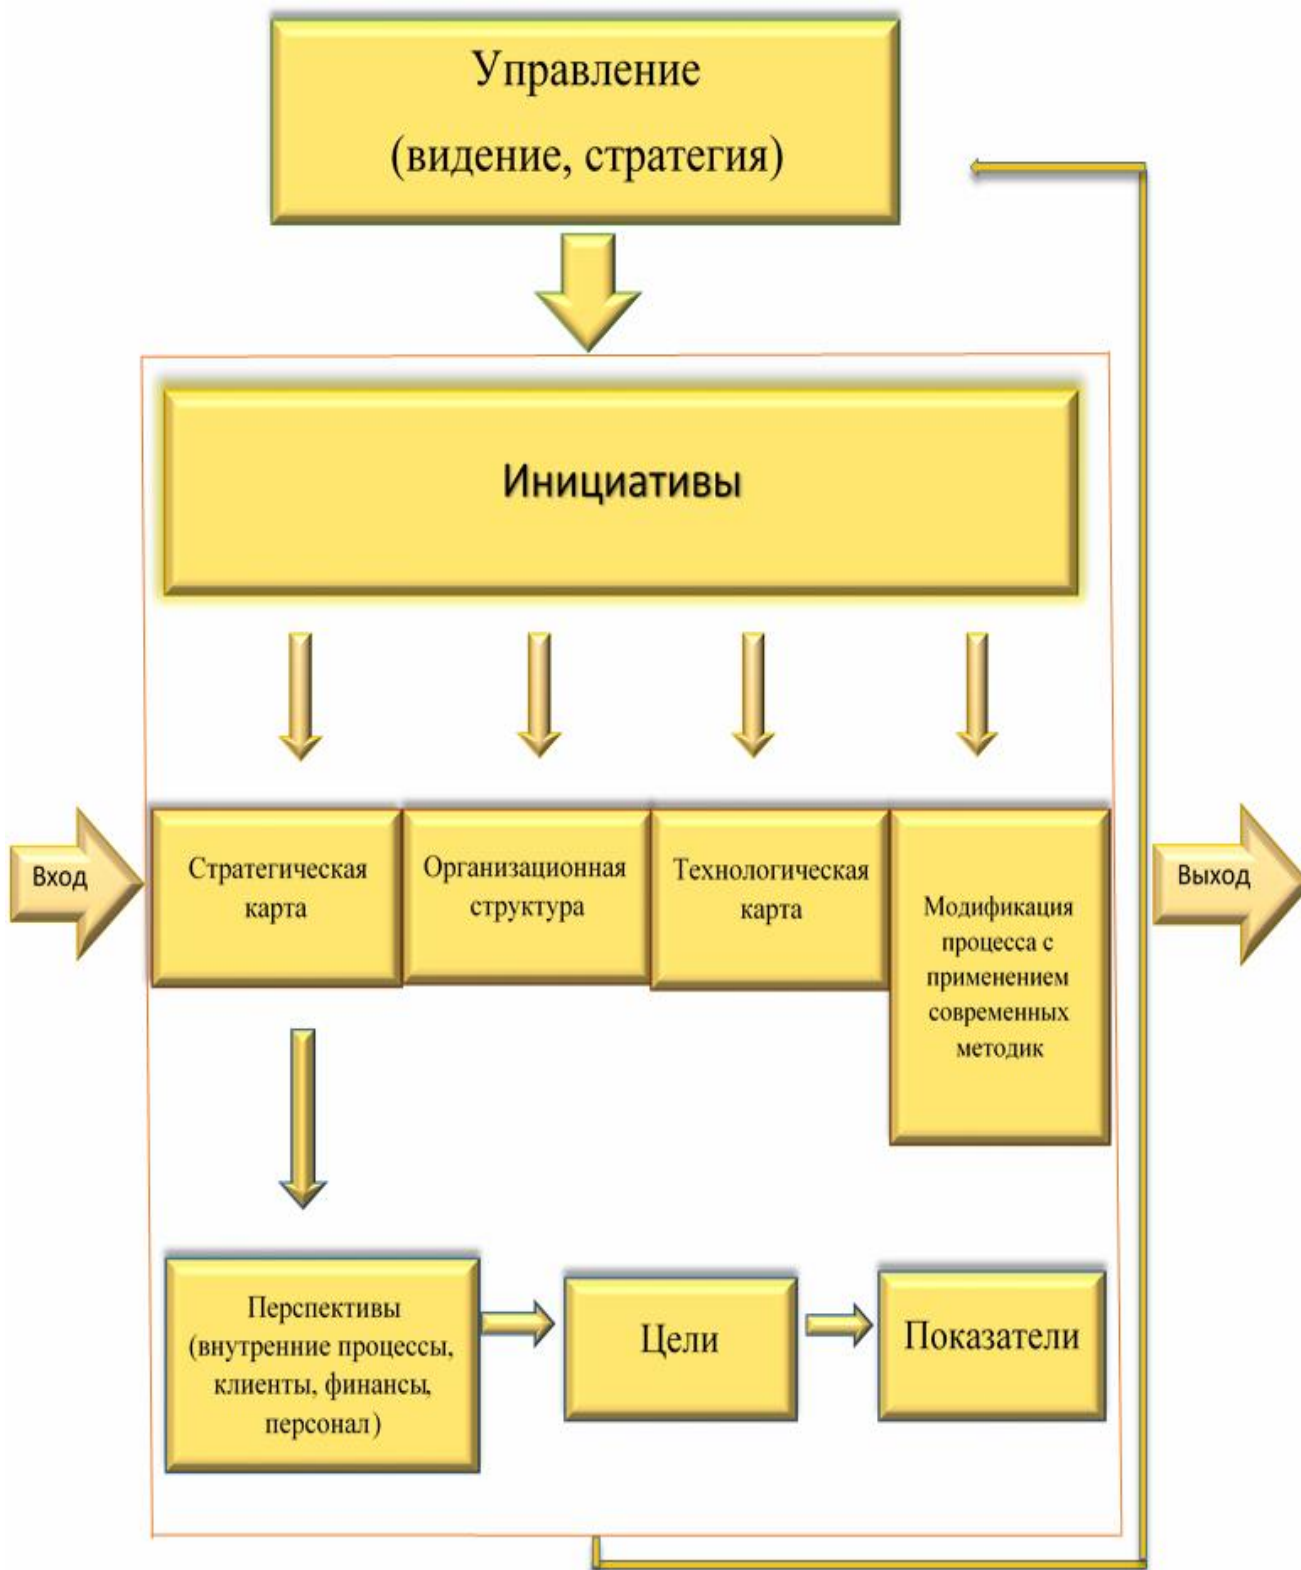 Управление
(видение, стратегия)
Инициативы
Вход
Стратегическая
карта
Организационная
структура
Технологическая
карта
Модификация
процесса с
применением
современных
методик
Выход
Перспективы
(внутренние процессы,
клиенты, финансы,
персонал)
Цели
Показатели